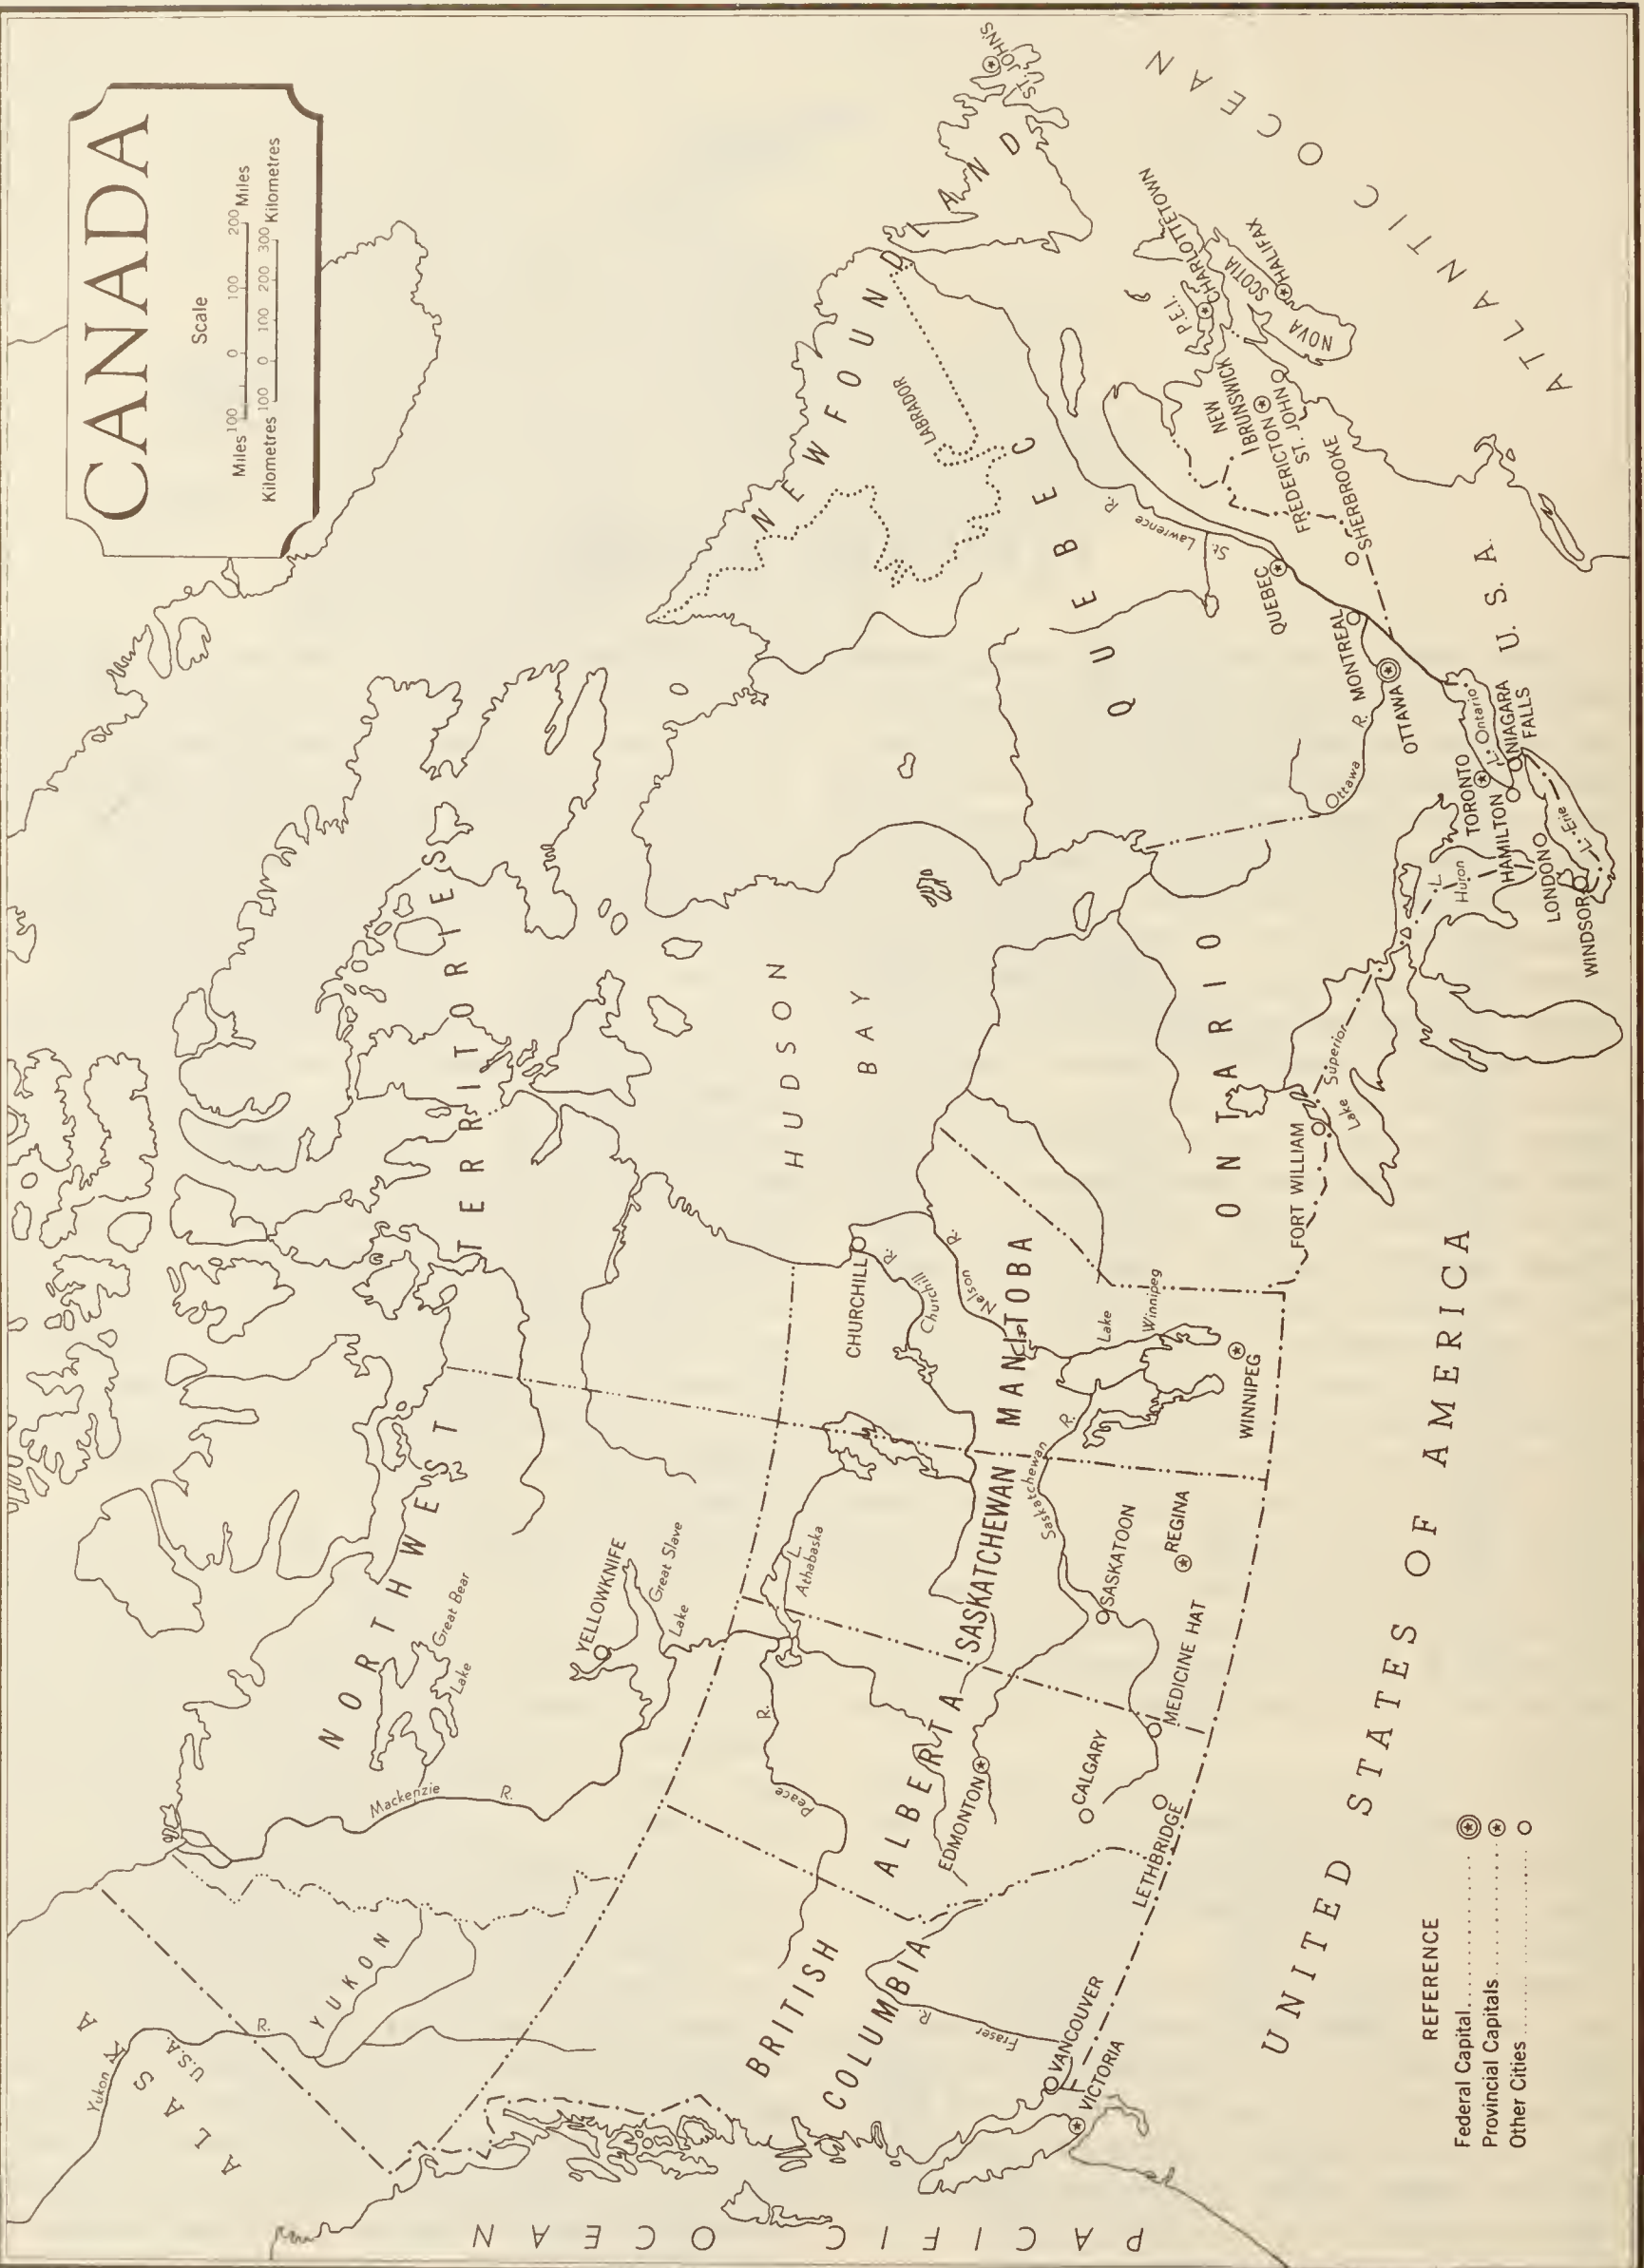 CANADA
Scale
Miles 100 0 100 200 Miles
Kilometres 100 0 100 200 300 Kilometres
ALASKA
U.S.A.
Yukon
R.
YUKON
NORTHWEST TERRITORIES
Mackenzie
R.
Great Bear
Lake
YELLOWKNIFE
Great Slave
Lake
PACIFIC OCEAN
BRITISH
COLUMBIA
Fraser
R.
VANCOUVER
VICTORIA
ALBERTA
Peace
R.
EDMONTON
CALGARY
LETHBRIDGE
MEDICINE HAT
L.
Athabaska
SASKATCHEWAN
Saskatchewan
R.
SASKATOON
REGINA
MANITOBA
CHURCHILL
Churchill
R.
Nelson
R.
Lake
Winnipeg
WINNIPEG
HUDSON
BAY
ONTARIO
FORT WILLIAM
Lake Superior
L.
Huron
TORONTO
L. Ontario
HAMILTON
NIAGARA
FALLS
LONDON
L. Erie
WINDSOR
OTTAWA
Ottawa
R.
QUEBEC
MONTREAL
QUEBEC
SHERBROOKE
St. Lawrence
R.
NEWFOUNDLAND
LABRADOR
ST. JOHN'S
NEW
BRUNSWICK
FREDERICTON
ST. JOHN
P.E.I.
CHARLOTTETOWN
NOVA SCOTIA
HALIFAX
ATLANTIC OCEAN
U.S.A.
UNITED STATES OF AMERICA
REFERENCE
Federal Capital
Provincial Capitals
Other Cities